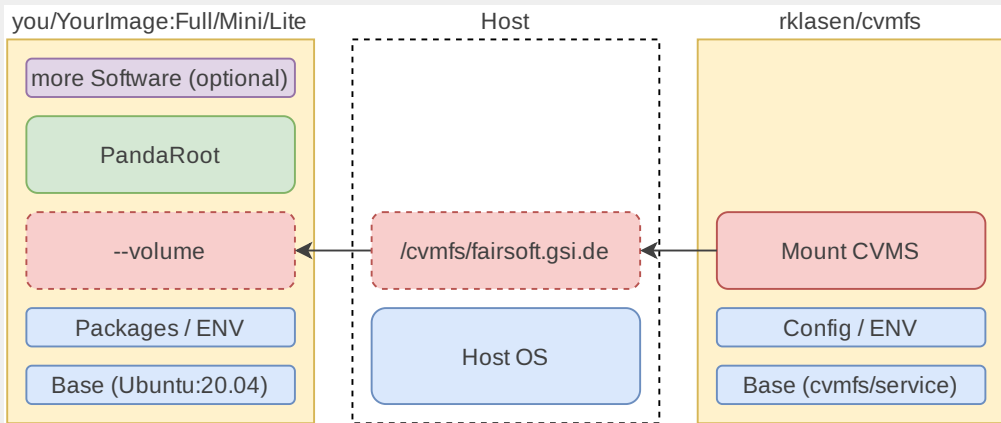 you/YourImage:Full/Mini/Lite
more Software (optional)
PandaRoot
--volume
Packages / ENV
Base (Ubuntu:20.04)
Host
/cvmfs/fairsoft.gsi.de
Host OS
rklasen/cvmfs
Mount CVMS
Config / ENV
Base (cvmfs/service)